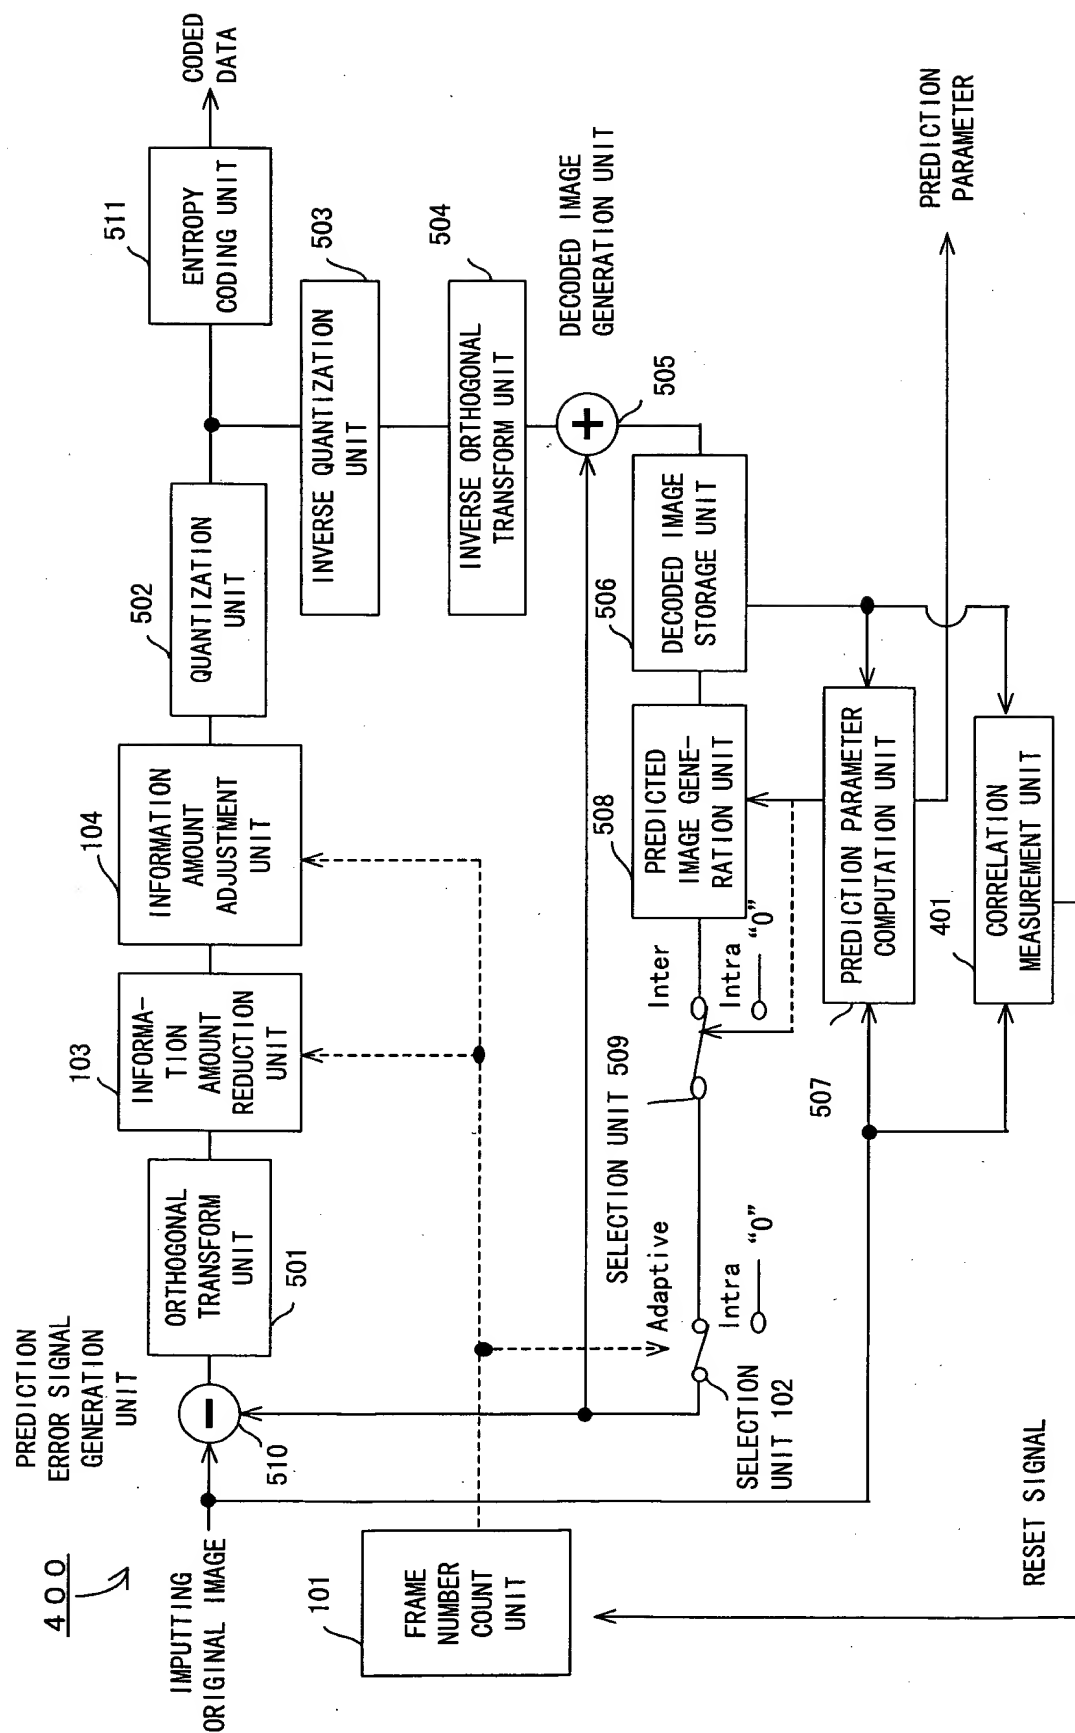 400
IMPUTTING
ORIGINAL IMAGE
PREDICTION
ERROR SIGNAL
GENERATION
UNIT
510
ORTHOGONAL
TRANSFORM
UNIT
501
103
INFORMA-
TION
AMOUNT
REDUCTION
UNIT
104
INFORMATION
AMOUNT
ADJUSTMENT
UNIT
502
QUANTIZATION
UNIT
511
ENTROPY
CODING UNIT
CODED
DATA
503
INVERSE QUANTIZATION
UNIT
504
INVERSE ORTHOGONAL
TRANSFORM UNIT
DECODED IMAGE
GENERATION UNIT
505
101
FRAME
NUMBER
COUNT
UNIT
SELECTION
UNIT 102
Adaptive
Intra "0"
SELECTION UNIT 509
Inter
Intra "0"
508
PREDICTED
IMAGE GENE-
RATION UNIT
506
DECODED IMAGE
STORAGE UNIT
507
PREDICTION PARAMETER
COMPUTATION UNIT
401
CORRELATION
MEASUREMENT UNIT
PREDICTION
PARAMETER
RESET SIGNAL